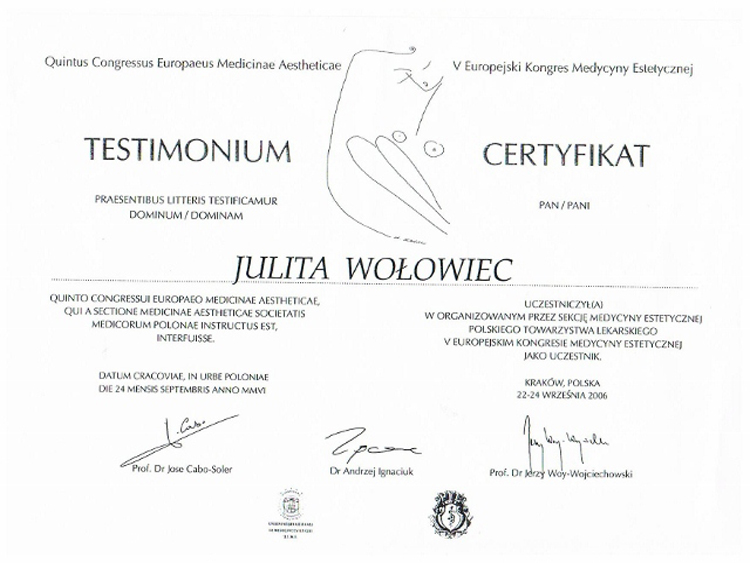 Quintus Congressus Europaeus Medicinae Aestheticae
V Europejski Kongres Medycyny Estetycznej
TESTIMONIUM
CERTYFIKAT
PRAESENTIBUS LITTERIS TESTIFICAMUR
DOMINUM / DOMINAM
PAN / PANI
JULITA WOŁOWIEC
QUINTO CONGRESSUI EUROPAEO MEDICINAE AESTHETICAE,
QUI A SECTIONE MEDICINAE AESTHETICAE SOCIETATIS
MEDICORUM POLONAE INSTRUCTUS EST,
INTERFUISSE.
UCZESTNICZYŁ(A)
W ORGANIZOWANYM PRZEZ SEKCJĘ MEDYCYNY ESTETYCZNEJ
POLSKIEGO TOWARZYSTWA LEKARSKIEGO
V EUROPEJSKIM KONGRESIE MEDYCYNY ESTETYCZNEJ
JAKO UCZESTNIK.
DATUM CRACOVIAE, IN URBE POLONIAE
DIE 24 MENSIS SEPTEMBRIS ANNO MMVI
KRAKÓW, POLSKA
22-24 WRZEŚNIA 2006
J. Cabo
Jerzy Woy-Wojciech
Prof. Dr Jose Cabo-Soler
Dr Andrzej Ignaciuk
Prof. Dr Jerzy Woy-Wojciechowski